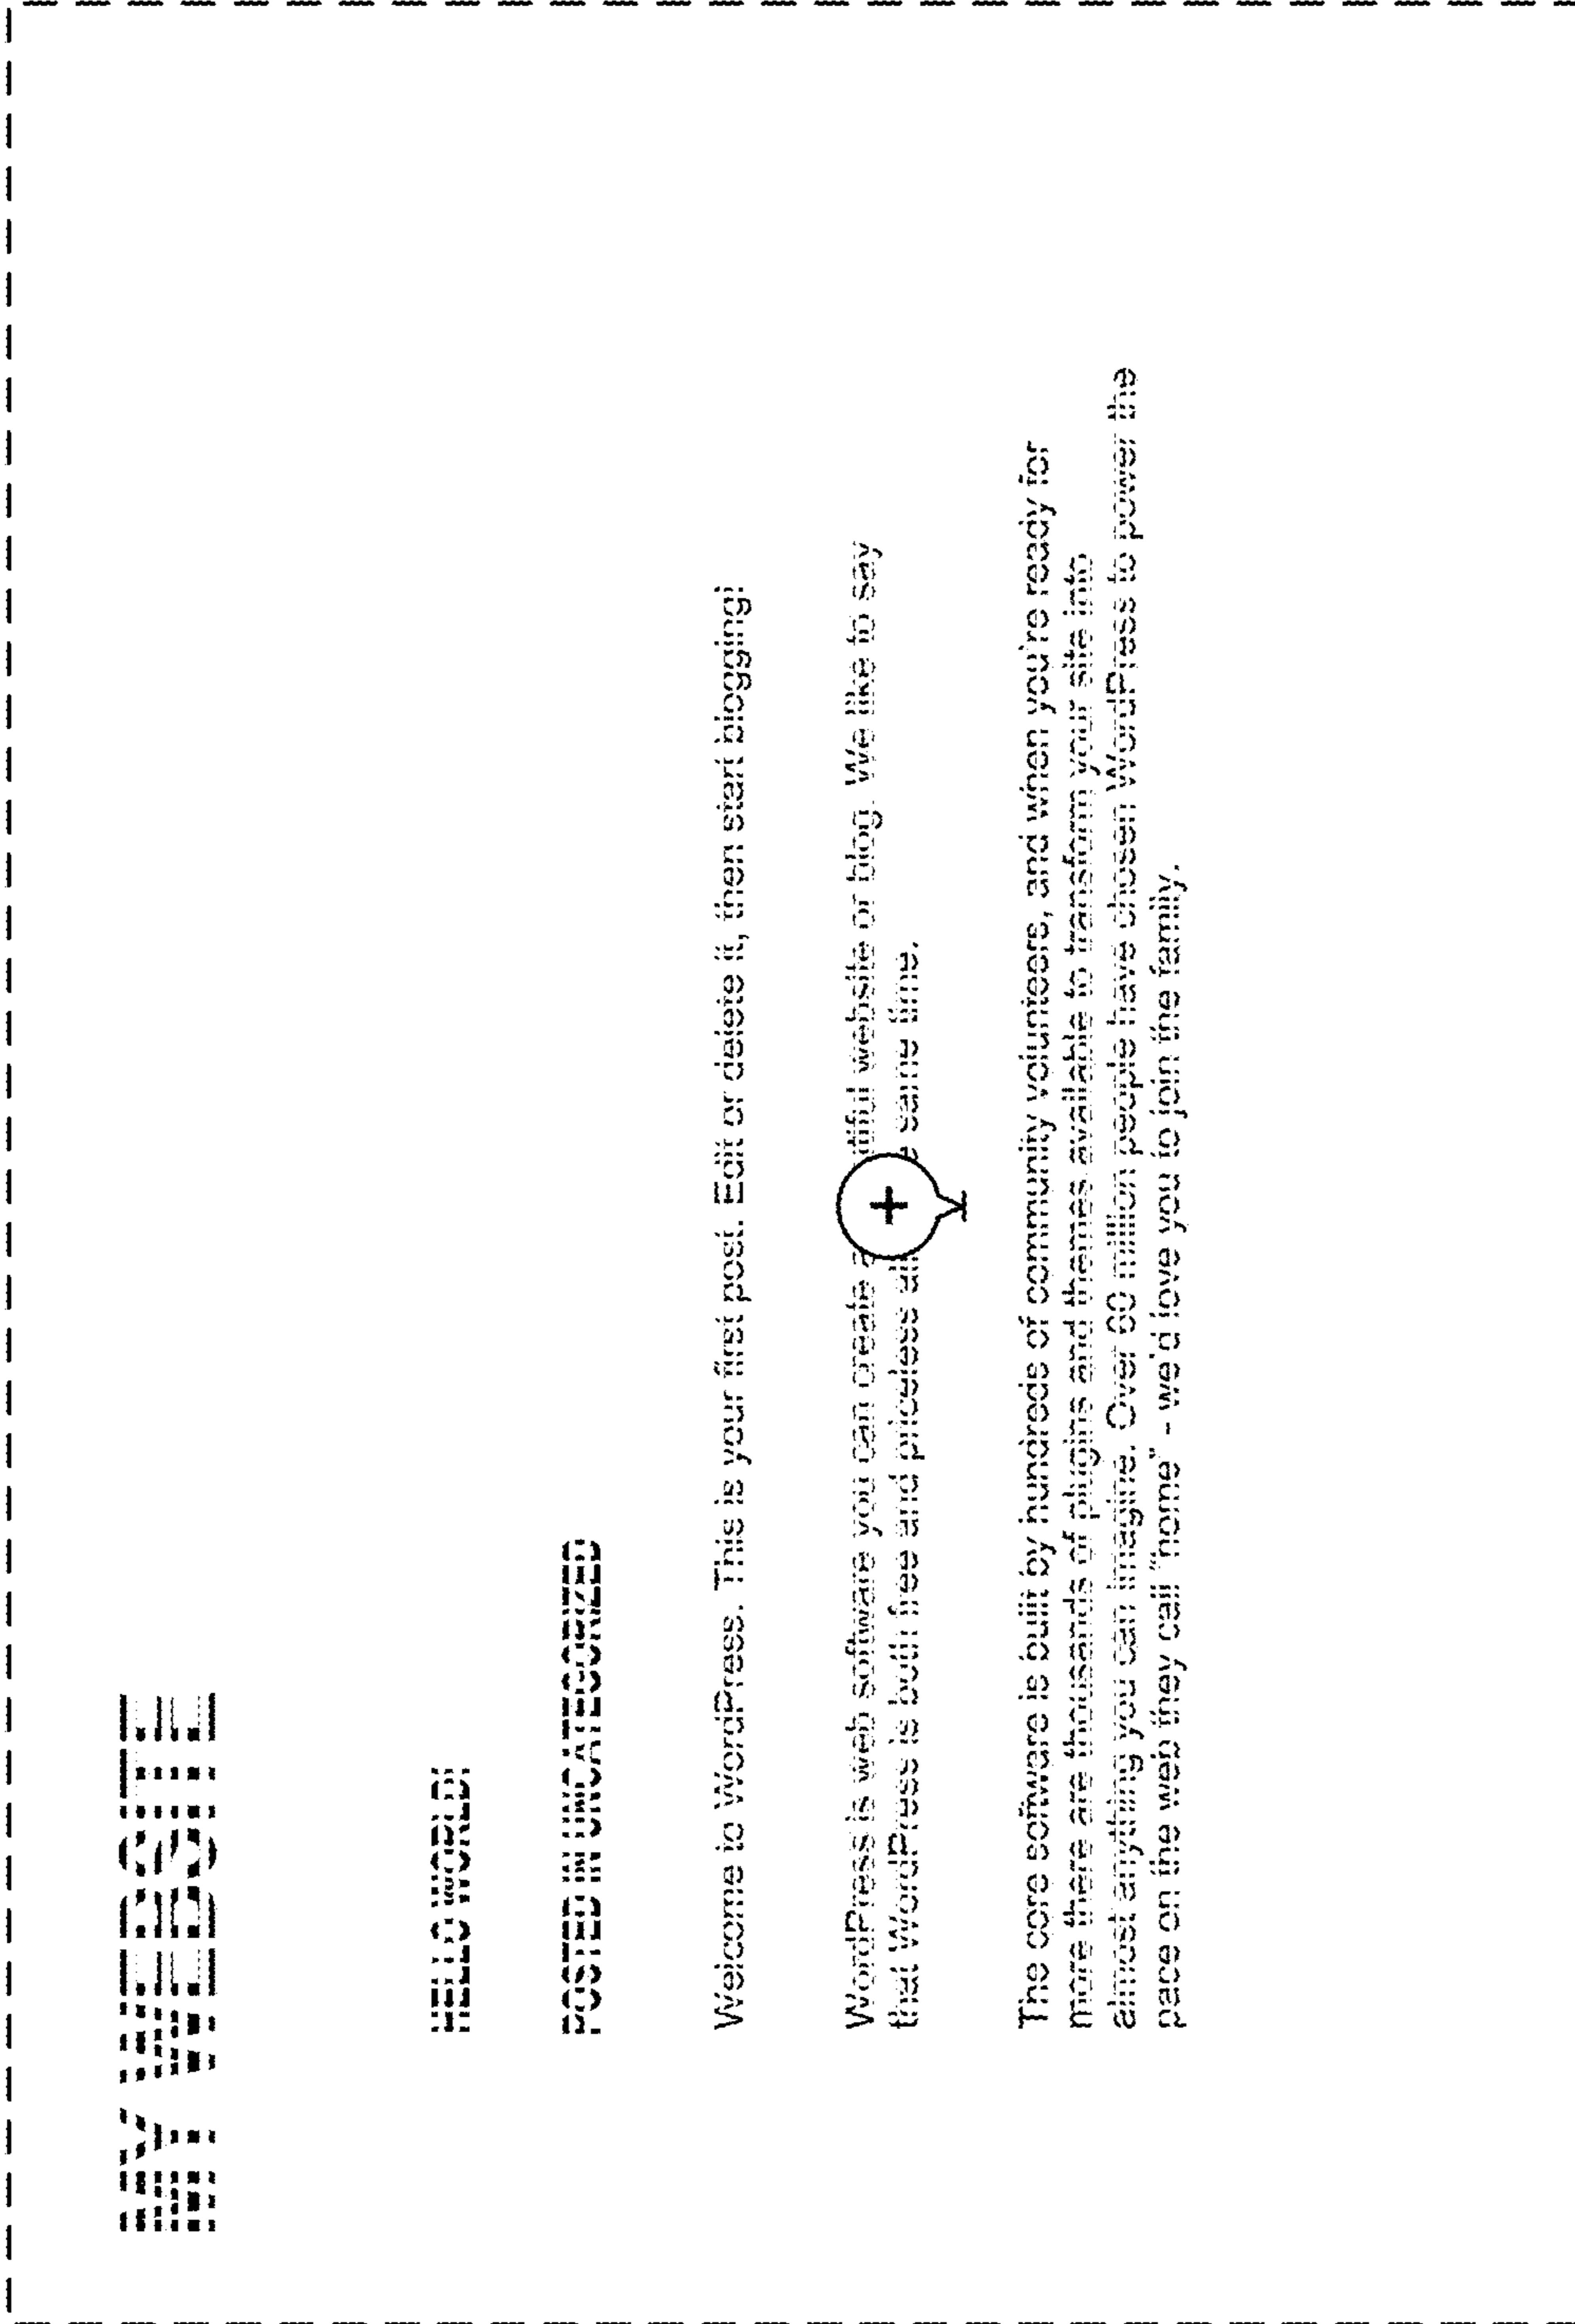 MY WEBSITE
HELLO WORLD!
POSTED IN UNCATEGORIZED
Welcome to WordPress. This is your first post. Edit or delete it, then start blogging!
WordPress is web software you can create a website or blog. We like to say
that WordPress is both free and priceless same time.
The core software is built by hundreds of community volunteers, and when you're ready for
more there are thousands of plugins and themes available to transform your site into
almost anything you can imagine. Over 60 million people have chosen WordPress to power the
place on the web they call "home" - we'd love you to join the family.